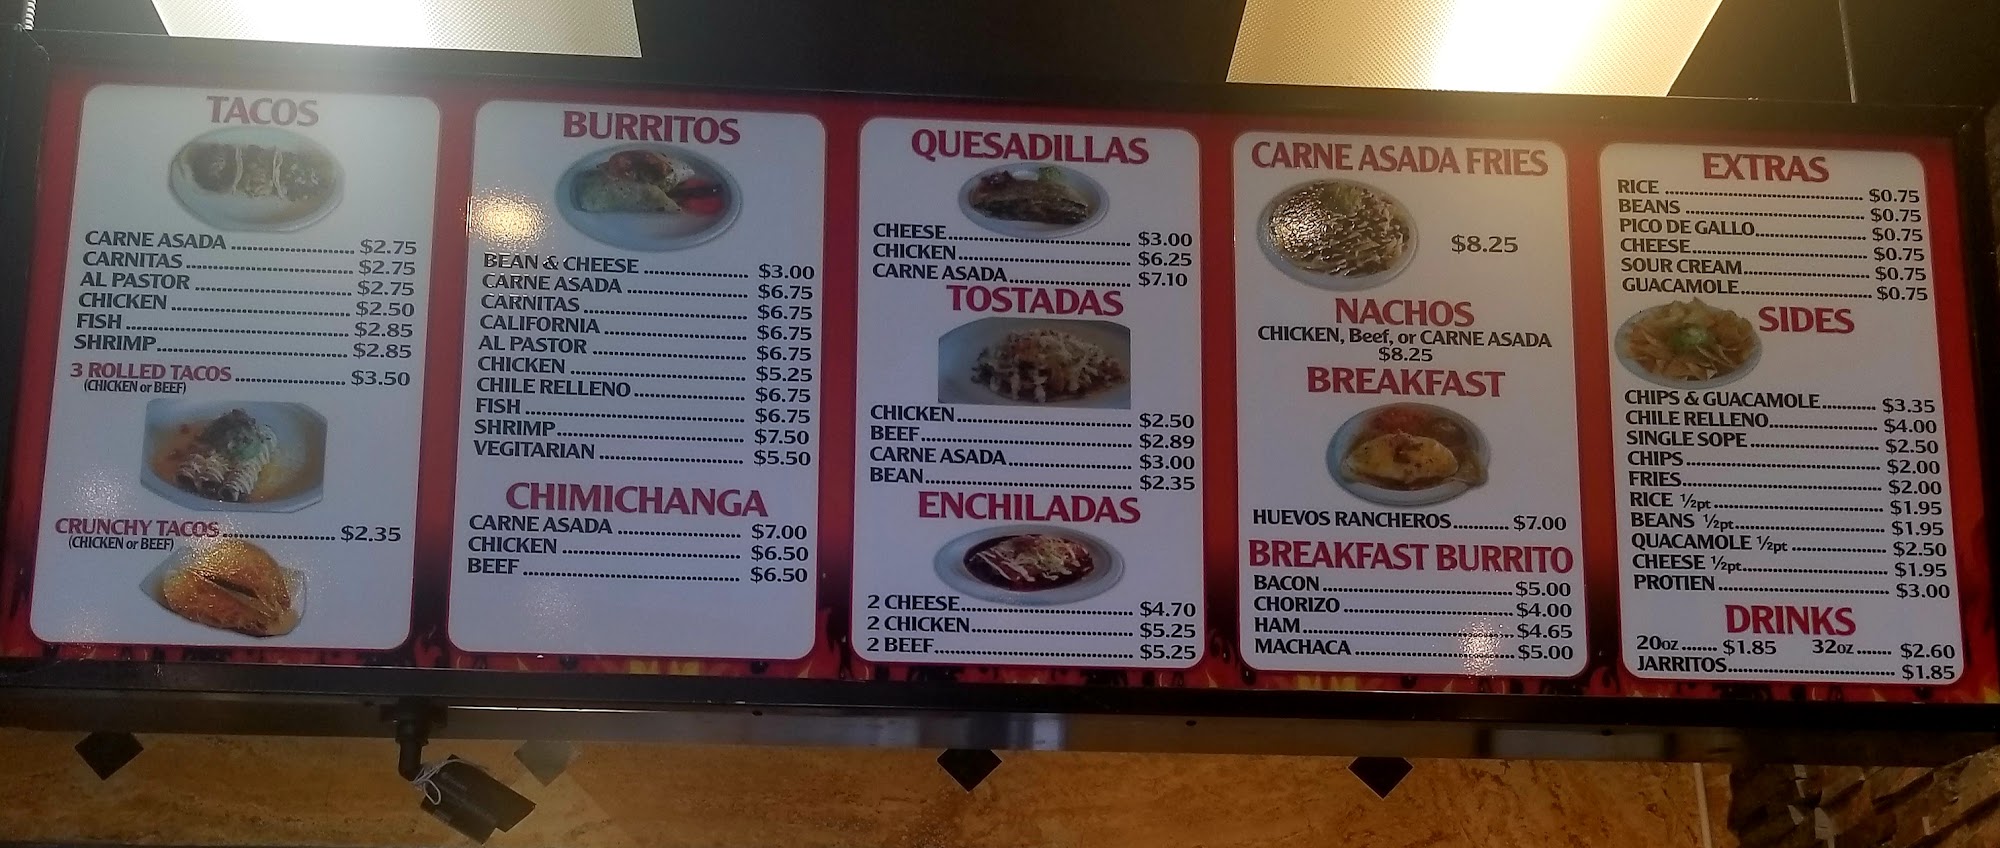 TACOS
CARNE ASADA ........ $2.75
CARNITAS ........ $2.75
AL PASTOR ........ $2.75
CHICKEN ........ $2.50
FISH ........ $2.85
SHRIMP ........ $2.85
3 ROLLED TACOS ........ $3.50
(CHICKEN or BEEF)
CRUNCHY TACOS ........ $2.35
(CHICKEN or BEEF)
BURRITOS
BEAN & CHEESE ........ $3.00
CARNE ASADA ........ $6.75
CARNITAS ........ $6.75
CALIFORNIA ........ $6.75
AL PASTOR ........ $6.75
CHICKEN ........ $5.25
CHILE RELLENO ........ $6.75
FISH ........ $6.75
SHRIMP ........ $7.50
VEGITARIAN ........ $5.50
CHIMICHANGA
CARNE ASADA ........ $7.00
CHICKEN ........ $6.50
BEEF ........ $6.50
QUESADILLAS
CHEESE ........ $3.00
CHICKEN ........ $6.25
CARNE ASADA ........ $7.10
TOSTADAS
CHICKEN ........ $2.50
BEEF ........ $2.89
CARNE ASADA ........ $3.00
BEAN ........ $2.35
ENCHILADAS
2 CHEESE ........ $4.70
2 CHICKEN ........ $5.25
2 BEEF ........ $5.25
CARNE ASADA FRIES
$8.25
NACHOS
CHICKEN, Beef, or CARNE ASADA
$8.25
BREAKFAST
HUEVOS RANCHEROS ........ $7.00
BREAKFAST BURRITO
BACON ........ $5.00
CHORIZO ........ $4.00
HAM ........ $4.65
MACHACA ........ $5.00
EXTRAS
RICE ........ $0.75
BEANS ........ $0.75
PICO DE GALLO ........ $0.75
CHEESE ........ $0.75
SOUR CREAM ........ $0.75
GUACAMOLE ........ $0.75
SIDES
CHIPS & GUACAMOLE ........ $3.35
CHILE RELLENO ........ $4.00
SINGLE SOPE ........ $2.50
CHIPS ........ $2.00
FRIES ........ $2.00
RICE ½pt ........ $1.95
BEANS ½pt ........ $1.95
QUACAMOLE ½pt ........ $2.50
CHEESE ½pt ........ $1.95
PROTIEN ........ $3.00
DRINKS
20oz ........ $1.85 32oz ........ $2.60
JARRITOS ........ $1.85